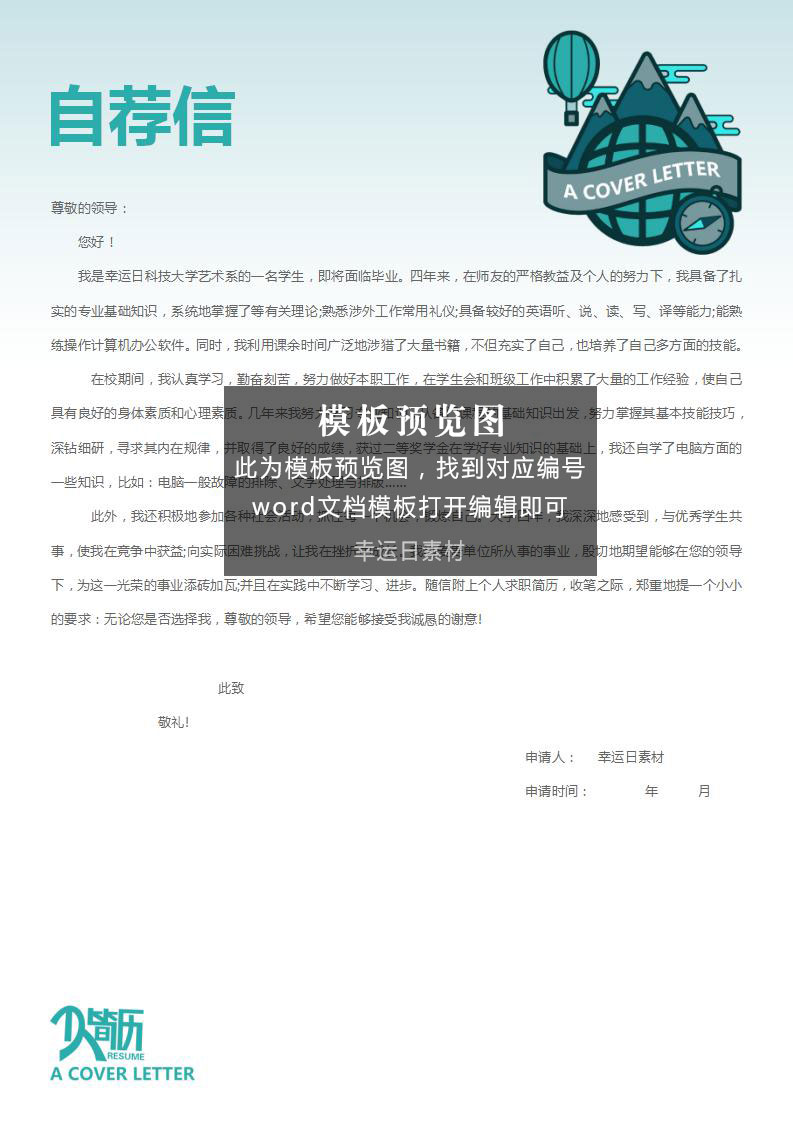 自荐信
A COVER LETTER
尊敬的领导：
您好！
我是幸运日科技大学艺术系的一名学生，即将面临毕业。四年来，在师友的严格教益及个人的努力下，我具备了扎
实的专业基础知识，系统地掌握了等有关理论;熟悉涉外工作常用礼仪;具备较好的英语听、说、读、写、译等能力;能熟
练操作计算机办公软件。同时，我利用课余时间广泛地涉猎了大量书籍，不但充实了自己，也培养了自己多方面的技能。
在校期间，我认真学习，勤奋刻苦，努力做好本职工作，在学生会和班级工作中积累了大量的工作经验，使自己
具有良好的身体素质和心理素质。几年来我努力 基础知识出发，努力掌握其基本技能技巧，
深钻细研，寻求其内在规律，并取得了良好的成绩，获过二等奖学金在学好专业知识的基础上，我还自学了电脑方面的
一些知识，比如：电脑一般故障的排除、文字处理与排版……
模板预览图
此为模板预览图，找到对应编号
word文档模板打开编辑即可
幸运日素材
此外，我还积极地参加各种社会活动，抓住每一个机会，锻炼自己。大学四年，我深深地感受到，与优秀学生共
事，使我在竞争中获益;向实际困难挑战，让我在挫折 单位所从事的事业，殷切地期望能够在您的领导
下，为这一光荣的事业添砖加瓦;并且在实践中不断学习、进步。随信附上个人求职简历，收笔之际，郑重地提一个小小
的要求：无论您是否选择我，尊敬的领导，希望您能够接受我诚恳的谢意!
此致
敬礼!
申请人： 幸运日素材
申请时间： 年 月
个人简历
RESUME
A COVER LETTER